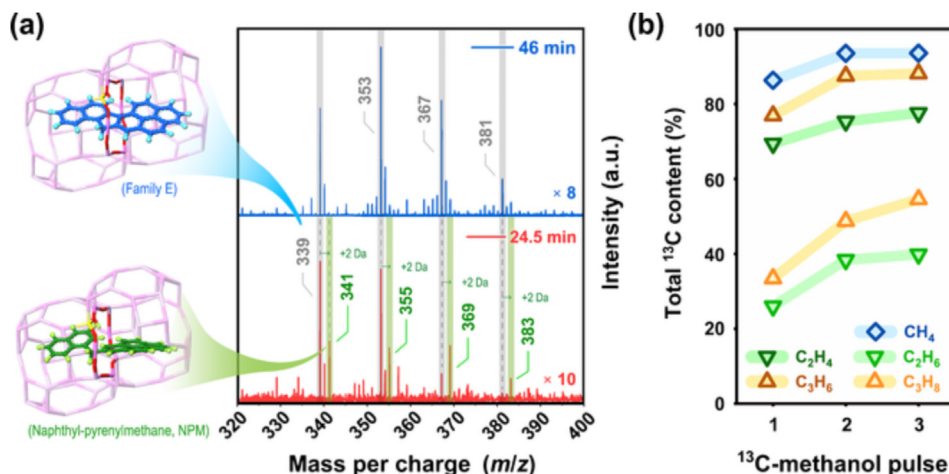 (a)
(b)
46 min
353
367
339
381
× 8
(Family E)
24.5 min
+2 Da
+2 Da
+2 Da
+2 Da
341
355
369
383
× 10
(Naphthyl-pyrenylmethane, NPM)
320 330 340 350 360 370 380 390 400
Mass per charge (m/z)
Intensity (a.u.)
Total ¹³C content (%)
100
80
60
40
20
0
CH₄
C₂H₄
C₂H₆
C₃H₆
C₃H₈
1 2 3
¹³C-methanol pulse